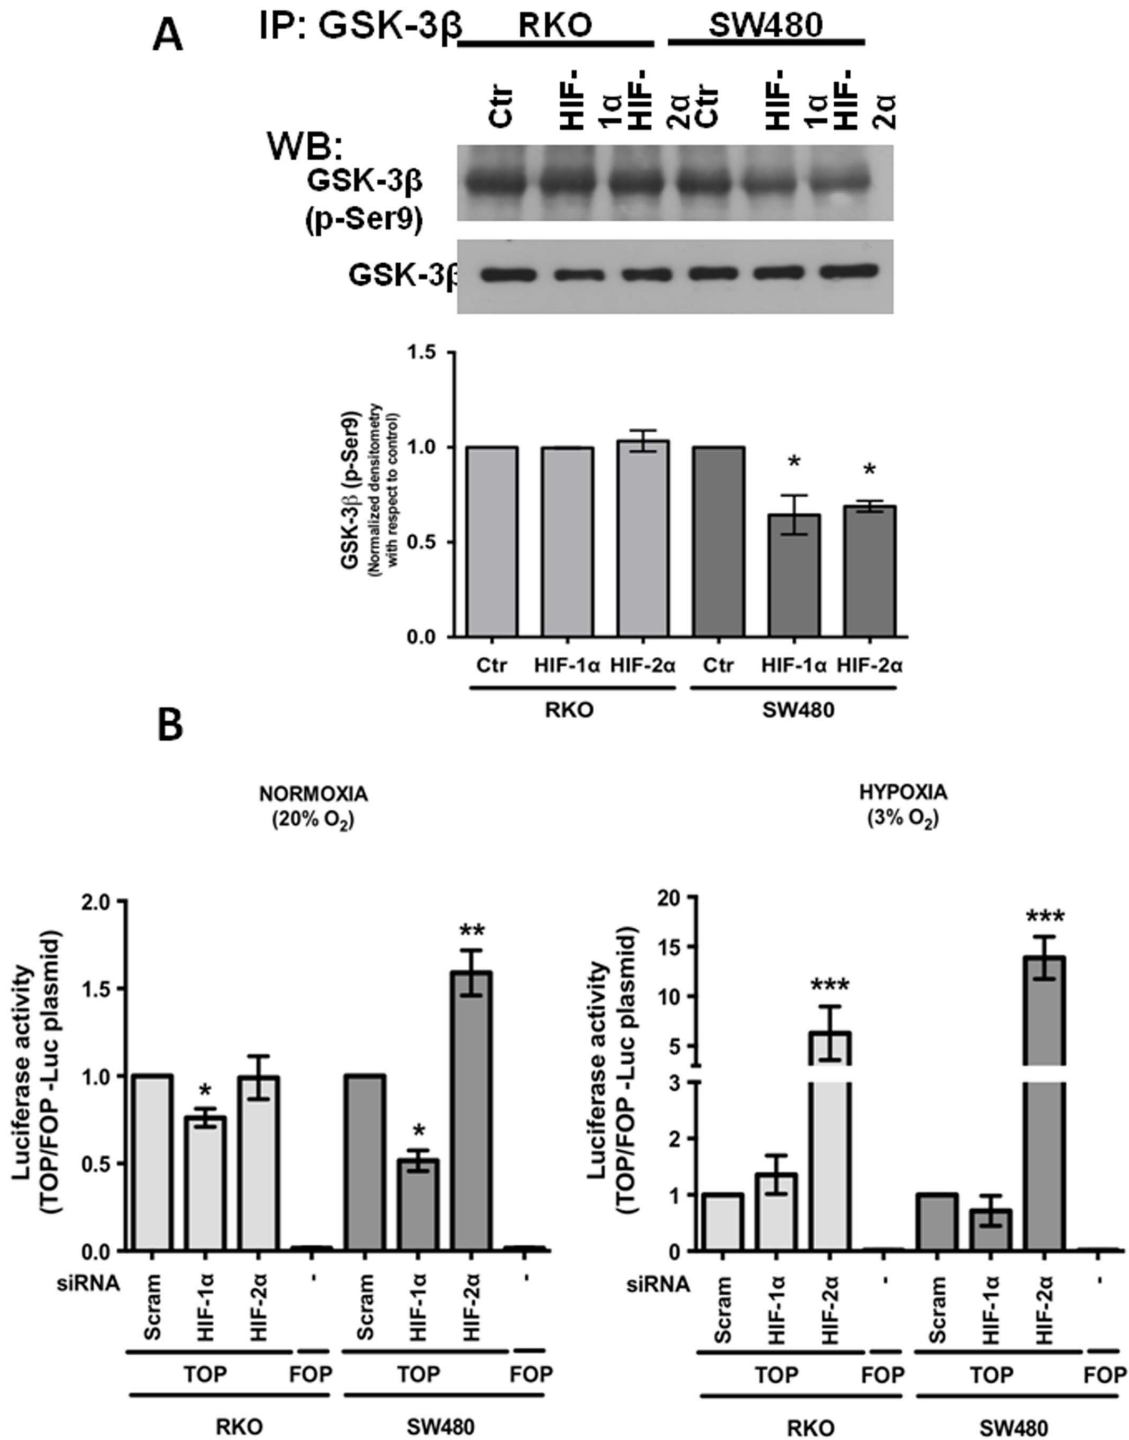 A
IP: GSK-3β
RKO
SW480
Ctr
HIF-
1α
HIF-
2α
Ctr
HIF-
1α
HIF-
2α
WB:
GSK-3β
(p-Ser9)
GSK-3β
GSK-3β (p-Ser9)
(Normalized densitometry
with respect to control)
1.5
1.0
0.5
0.0
*
*
Ctr HIF-1α HIF-2α Ctr HIF-1α HIF-2α
RKO SW480
B
NORMOXIA
(20% O2)
Luciferase activity
(TOP/FOP -Luc plasmid)
2.0
1.5
1.0
0.5
0.0
*
*
**
siRNA
Scram
HIF-1α
HIF-2α
-
Scram
HIF-1α
HIF-2α
-
TOP FOP TOP FOP
RKO SW480
HYPOXIA
(3% O2)
Luciferase activity
(TOP/FOP -Luc plasmid)
20
15
10
5
3
2
1
0
***
***
siRNA
Scram
HIF-1α
HIF-2α
-
Scram
HIF-1α
HIF-2α
-
TOP FOP TOP FOP
RKO SW480